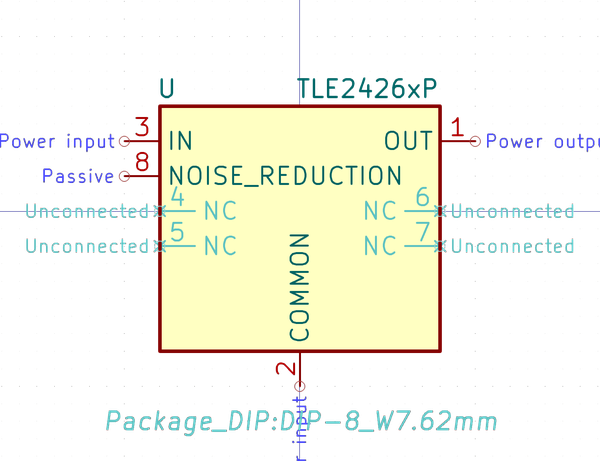 U TLE2426xP
Power input 3 IN OUT 1 Power outpu
Passive 8 NOISE_REDUCTION
Unconnected 4 NC NC 6 Unconnected
Unconnected 5 NC NC 7 Unconnected
COMMON
2
r input
Package_DIP:DIP-8_W7.62mm